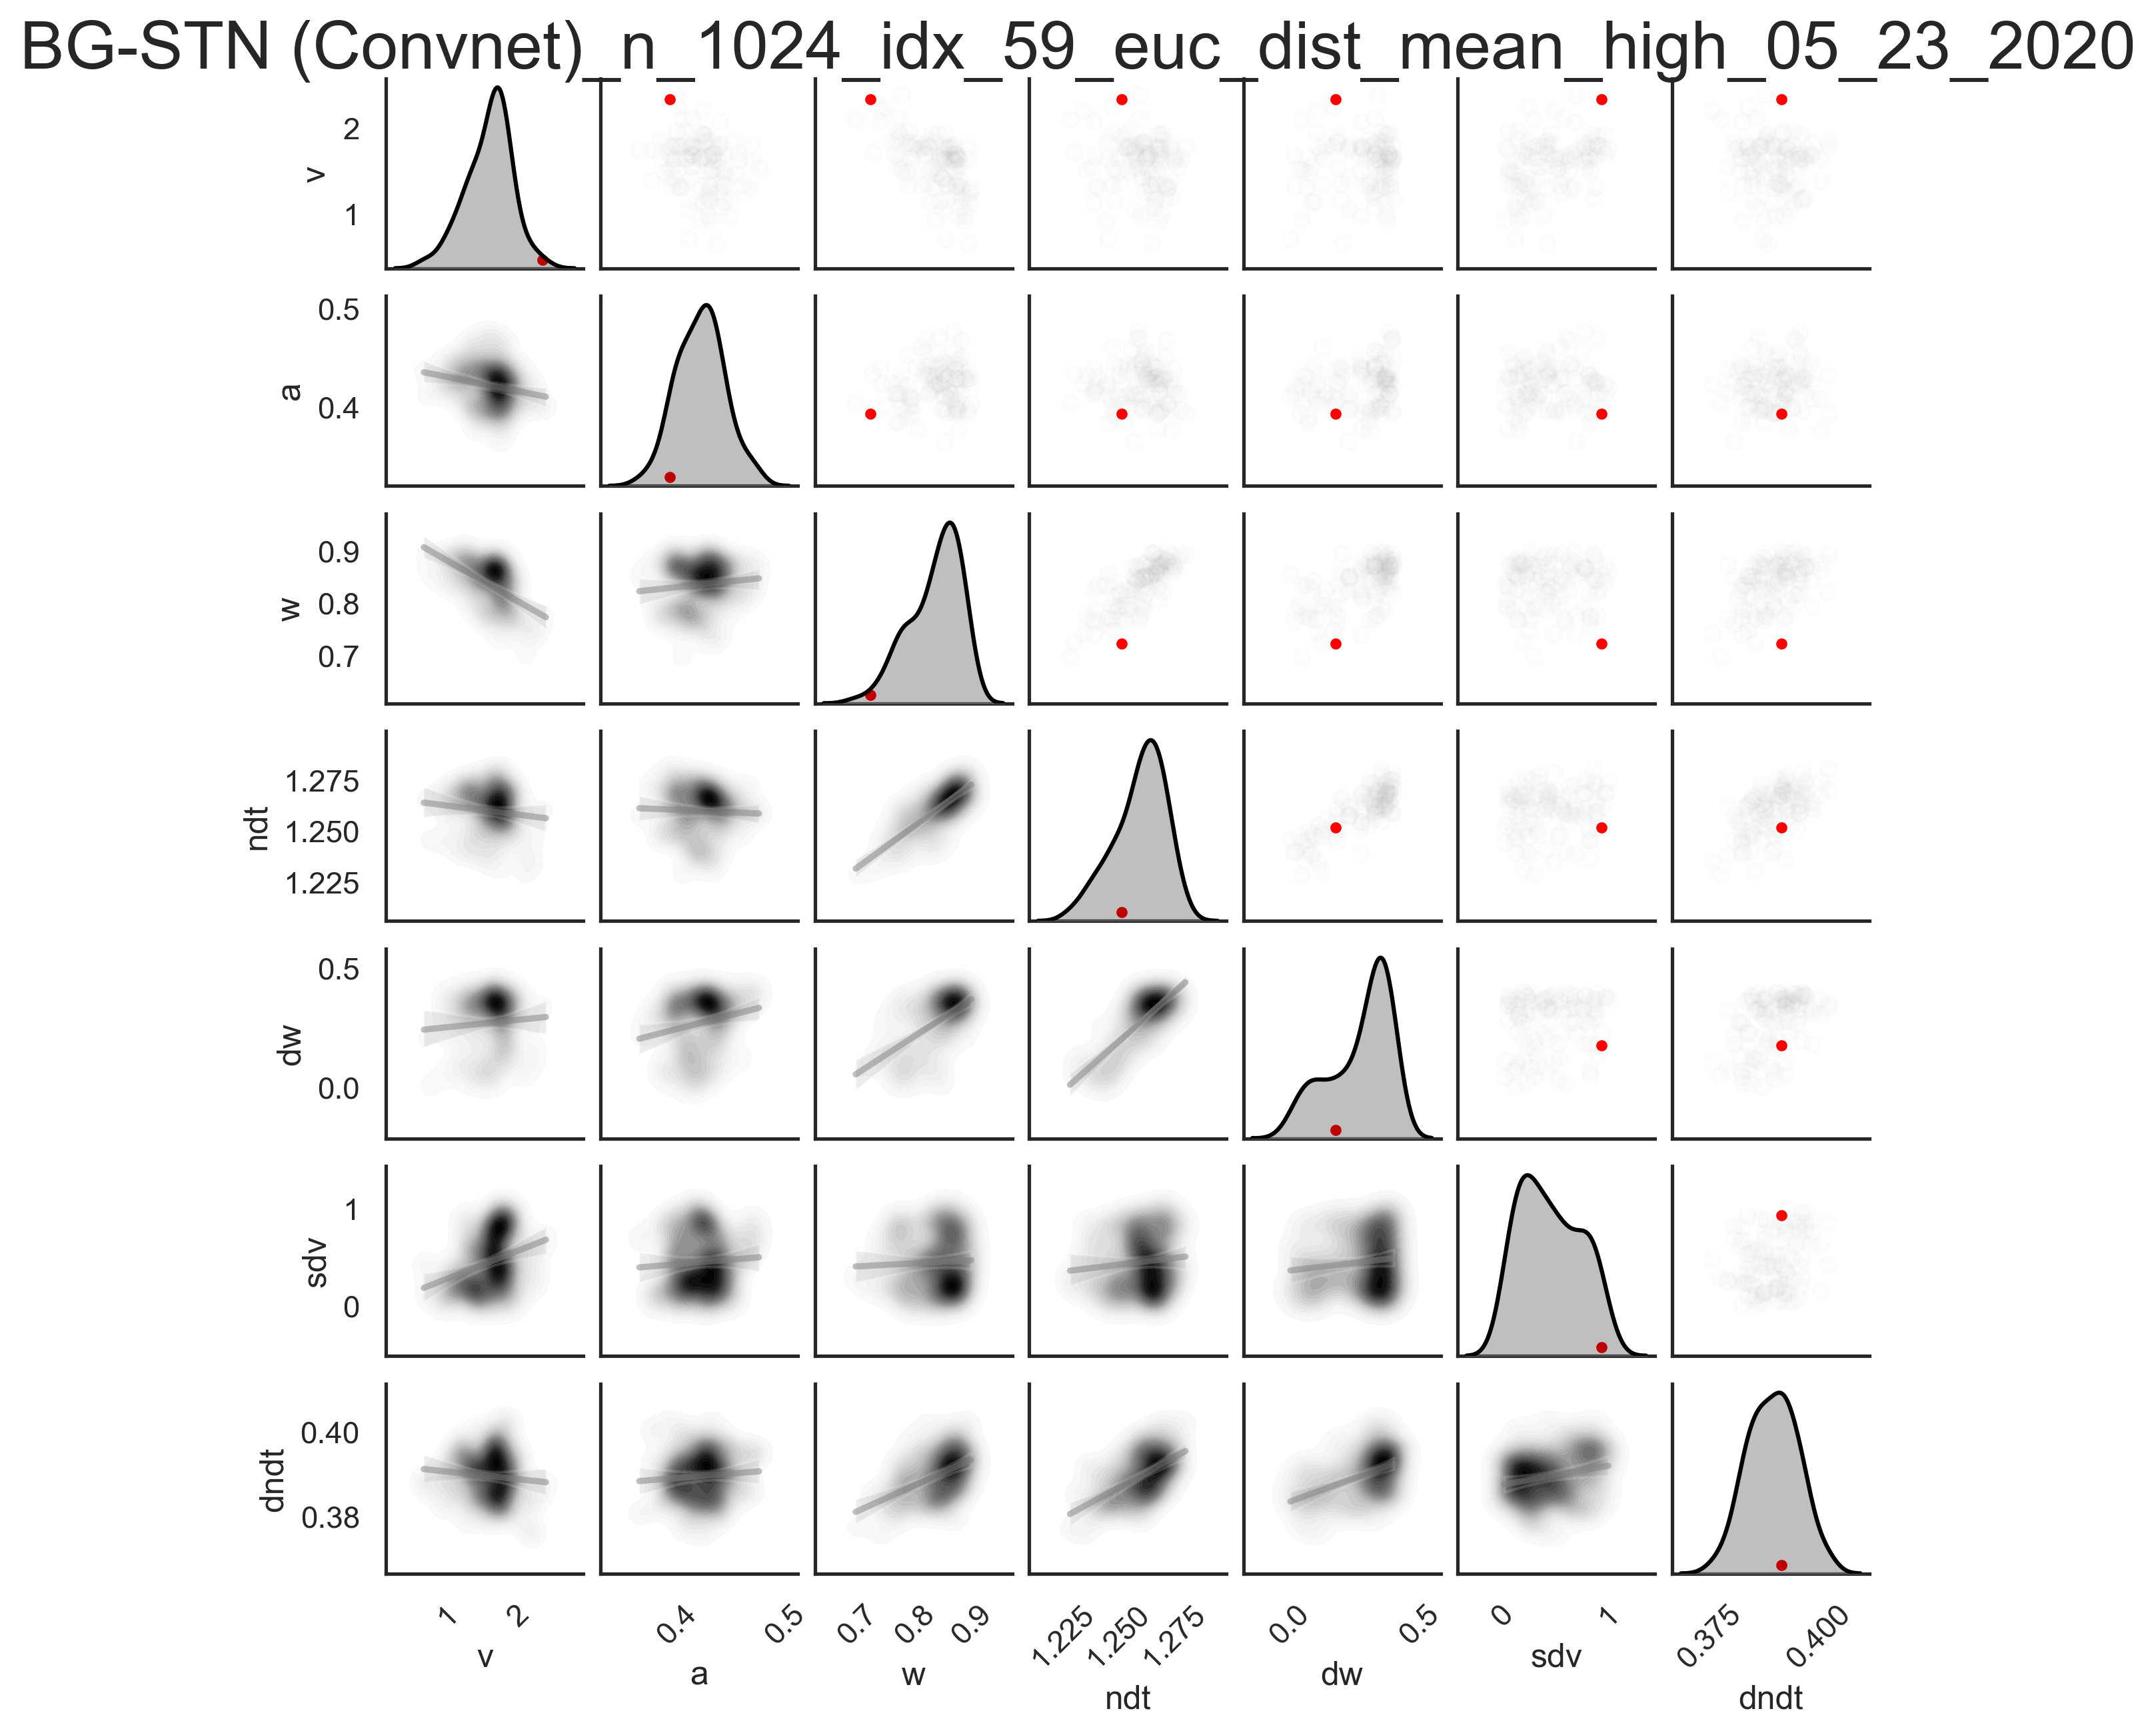 BG-STN (Convnet)_n_1024_idx_59_euc_dist_mean_high_05_23_2020
2
1
v
0.5
0.4
a
0.9
0.8
0.7
w
1.275
1.250
1.225
ndt
0.5
0.0
dw
1
0
sdv
0.40
0.38
dndt
1 2 0.4 0.5 0.7 0.8 0.9 1.225 1.250 1.275 0.0 0.5 0 1 0.375 0.400
v a w ndt dw sdv dndt